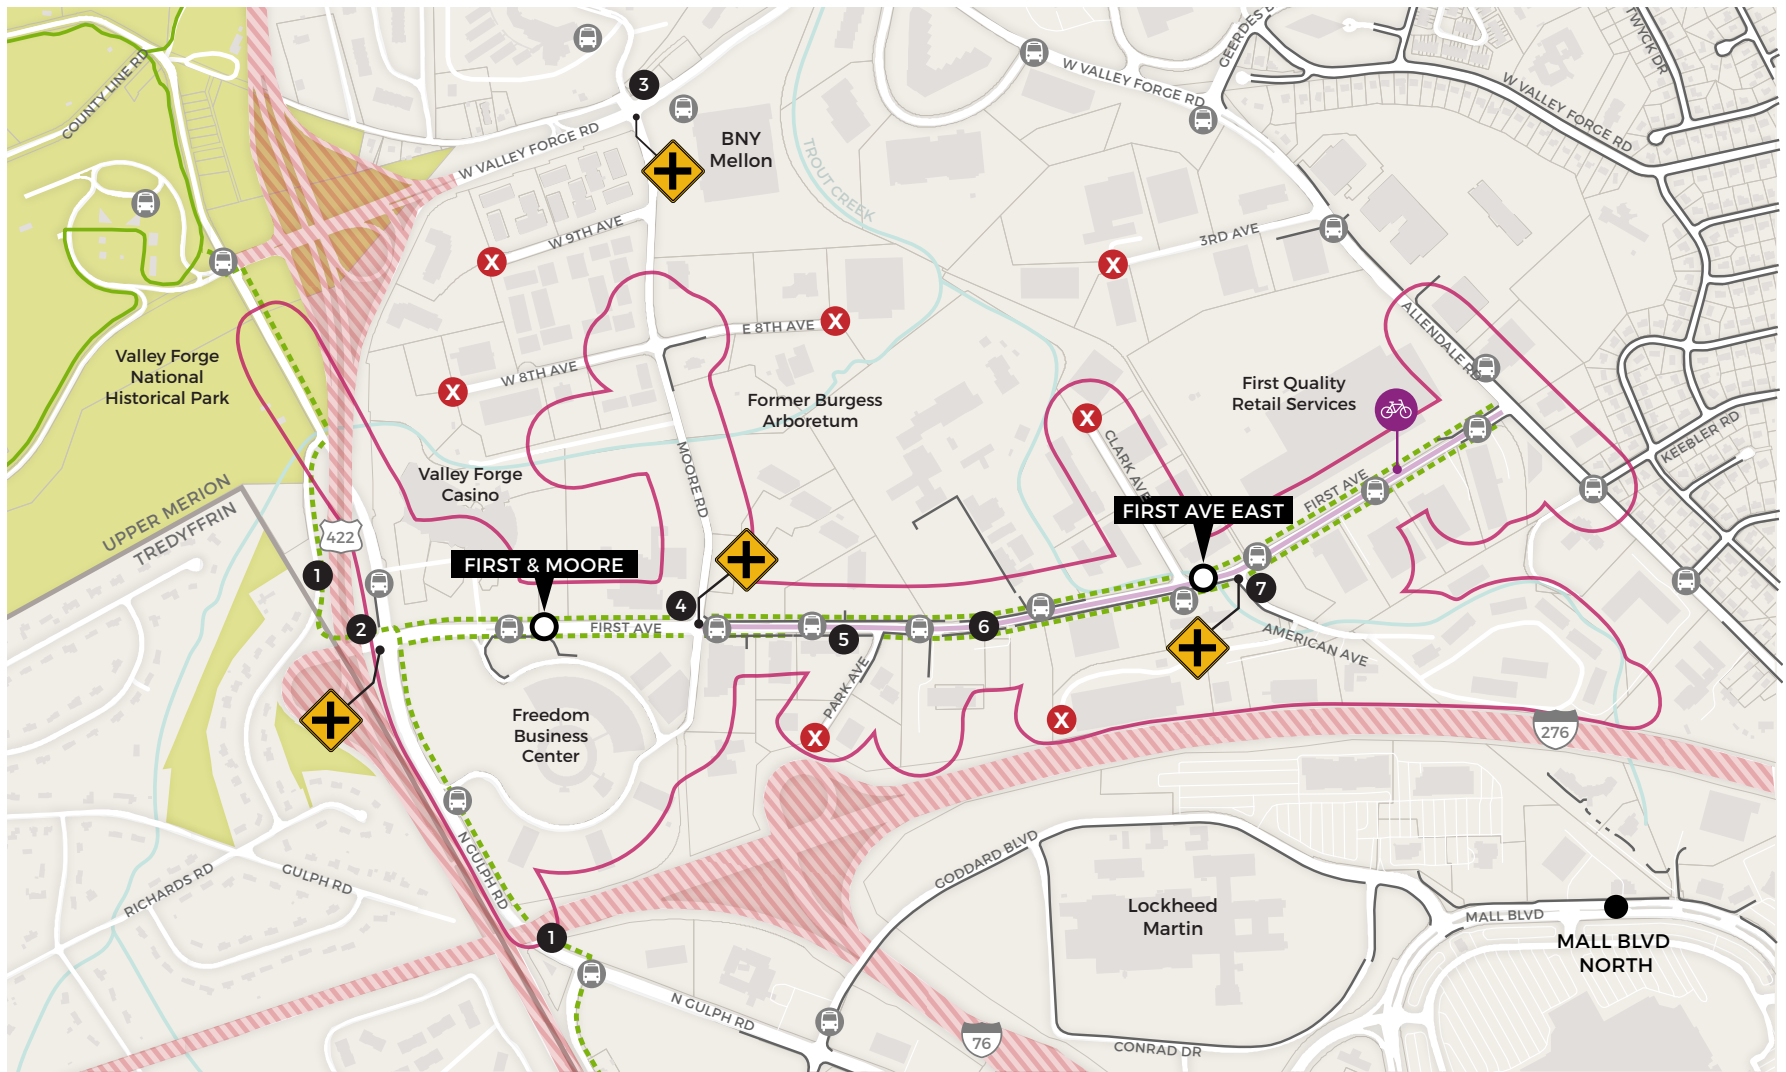 COUNTY LINE RD
W VALLEY FORGE RD
3
BNY
Mellon
TROUT CREEK
W VALLEY FORGE RD
GEERDES B
TWYCK DR
W VALLEY FORGE RD
W 9TH AVE
X
3RD AVE
X
E 8TH AVE
X
W 8TH AVE
X
Valley Forge
National
Historical Park
Former Burgess
Arboretum
First Quality
Retail Services
ALLENDALE RD
KEEBLER RD
X
CLARK AVE
Valley Forge
Casino
MOORE RD
UPPER MERION
TREDYFFRIN
422
1
FIRST & MOORE
FIRST AVE EAST
FIRST AVE
2
FIRST AVE
4
5
6
7
AMERICAN AVE
PARK AVE
X
X
Freedom
Business
Center
276
N GULPH RD
RICHARDS RD
GULPH RD
GODDARD BLVD
Lockheed
Martin
MALL BLVD
MALL BLVD
NORTH
1
N GULPH RD
76
CONRAD DR